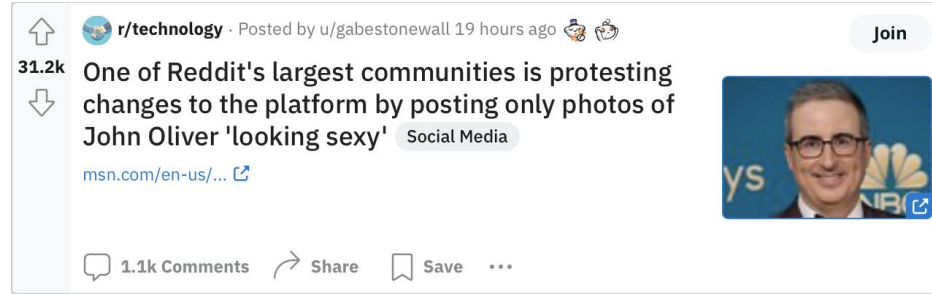 r/technology · Posted by u/gabestonewall 19 hours ago
Join
31.2k
One of Reddit's largest communities is protesting
changes to the platform by posting only photos of
John Oliver 'looking sexy' Social Media
msn.com/en-us/...
ys
NBC
1.1k Comments Share Save ...